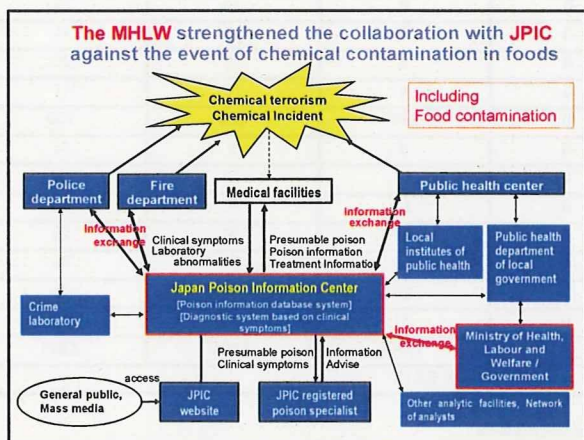 The MHLW strengthened the collaboration with JPIC
against the event of chemical contamination in foods
Chemical terrorism
Chemical Incident
Including
Food contamination
Police
department
Fire
department
Medical facilities
Public health center
Information
exchange
Clinical symptoms
Laboratory
abnormalities
Presumable poison
Poison information
Treatment Information
Information
exchange
Local
institutes of
public health
Public health
department
of local
government
Crime
laboratory
Japan Poison Information Center
[Poison information database system]
[Diagnostic system based on clinical
symptoms]
Information
exchange
Ministry of Health,
Labour and
Welfare /
Government
Presumable poison
Clinical symptoms
Information
Advise
General public,
Mass media
access
JPIC
website
JPIC registered
poison specialist
Other analytic facilities, Network
of analysts